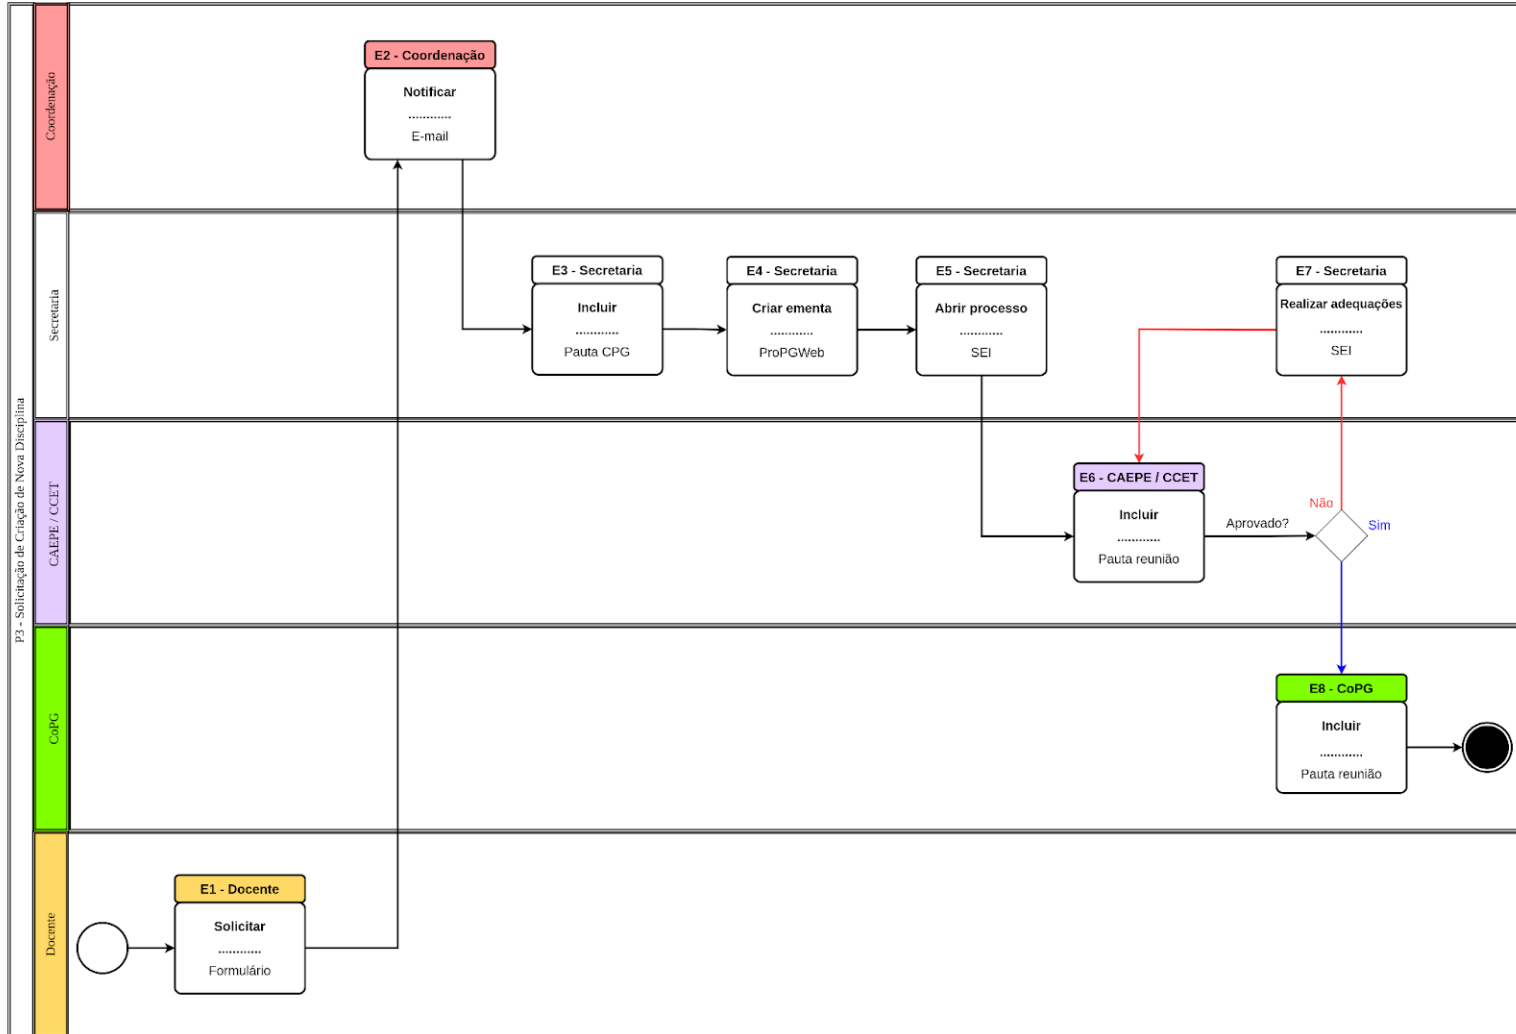 P3 - Solicitação de Criação de Nova Disciplina
Coordenação
E2 - Coordenação
Notificar
............
E-mail
Secretaria
E3 - Secretaria
Incluir
............
Pauta CPG
E4 - Secretaria
Criar ementa
............
ProPGWeb
E5 - Secretaria
Abrir processo
............
SEI
E7 - Secretaria
Realizar adequações
............
SEI
CAEPE / CCET
E6 - CAEPE / CCET
Incluir
............
Pauta reunião
Aprovado?
Não
Sim
CoPG
E8 - CoPG
Incluir
............
Pauta reunião
Docente
E1 - Docente
Solicitar
............
Formulário